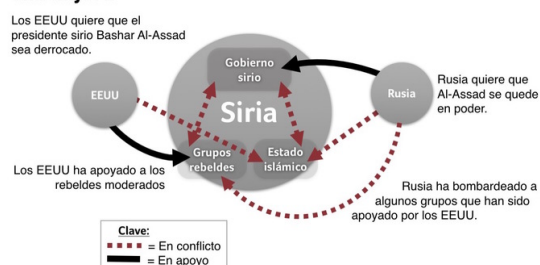 Los EEUU quiere que el
presidente sirio Bashar Al-Assad
sea derrocado.
Gobierno
sirio
EEUU
Siria
Rusia
Rusia quiere que
Al-Assad se quede
en poder.
Grupos
rebeldes
Estado
islámico
Los EEUU ha apoyado a los
rebeldes moderados
Rusia ha bombardeado a
algunos grupos que han sido
apoyado por los EEUU.
Clave:
= En conflicto
= En apoyo